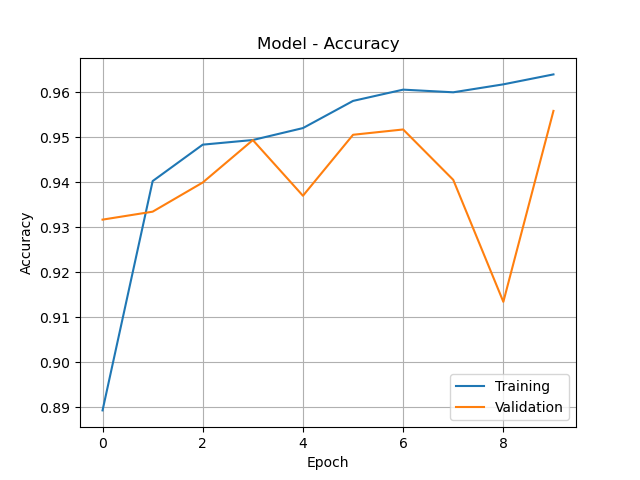 Model - Accuracy
Accuracy
0.96
0.95
0.94
0.93
0.92
0.91
0.90
0.89
0 2 4 6 8
Epoch
Training
Validation